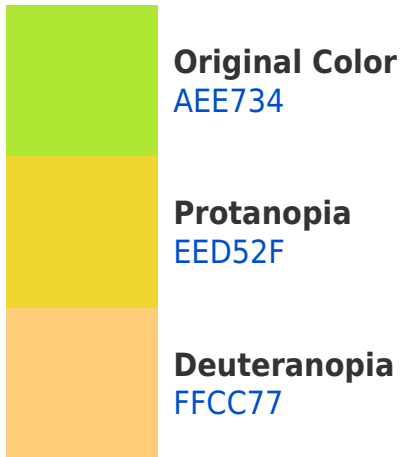 Original Color
AEE734
Protanopia
EED52F
Deuteranopia
FFCC77